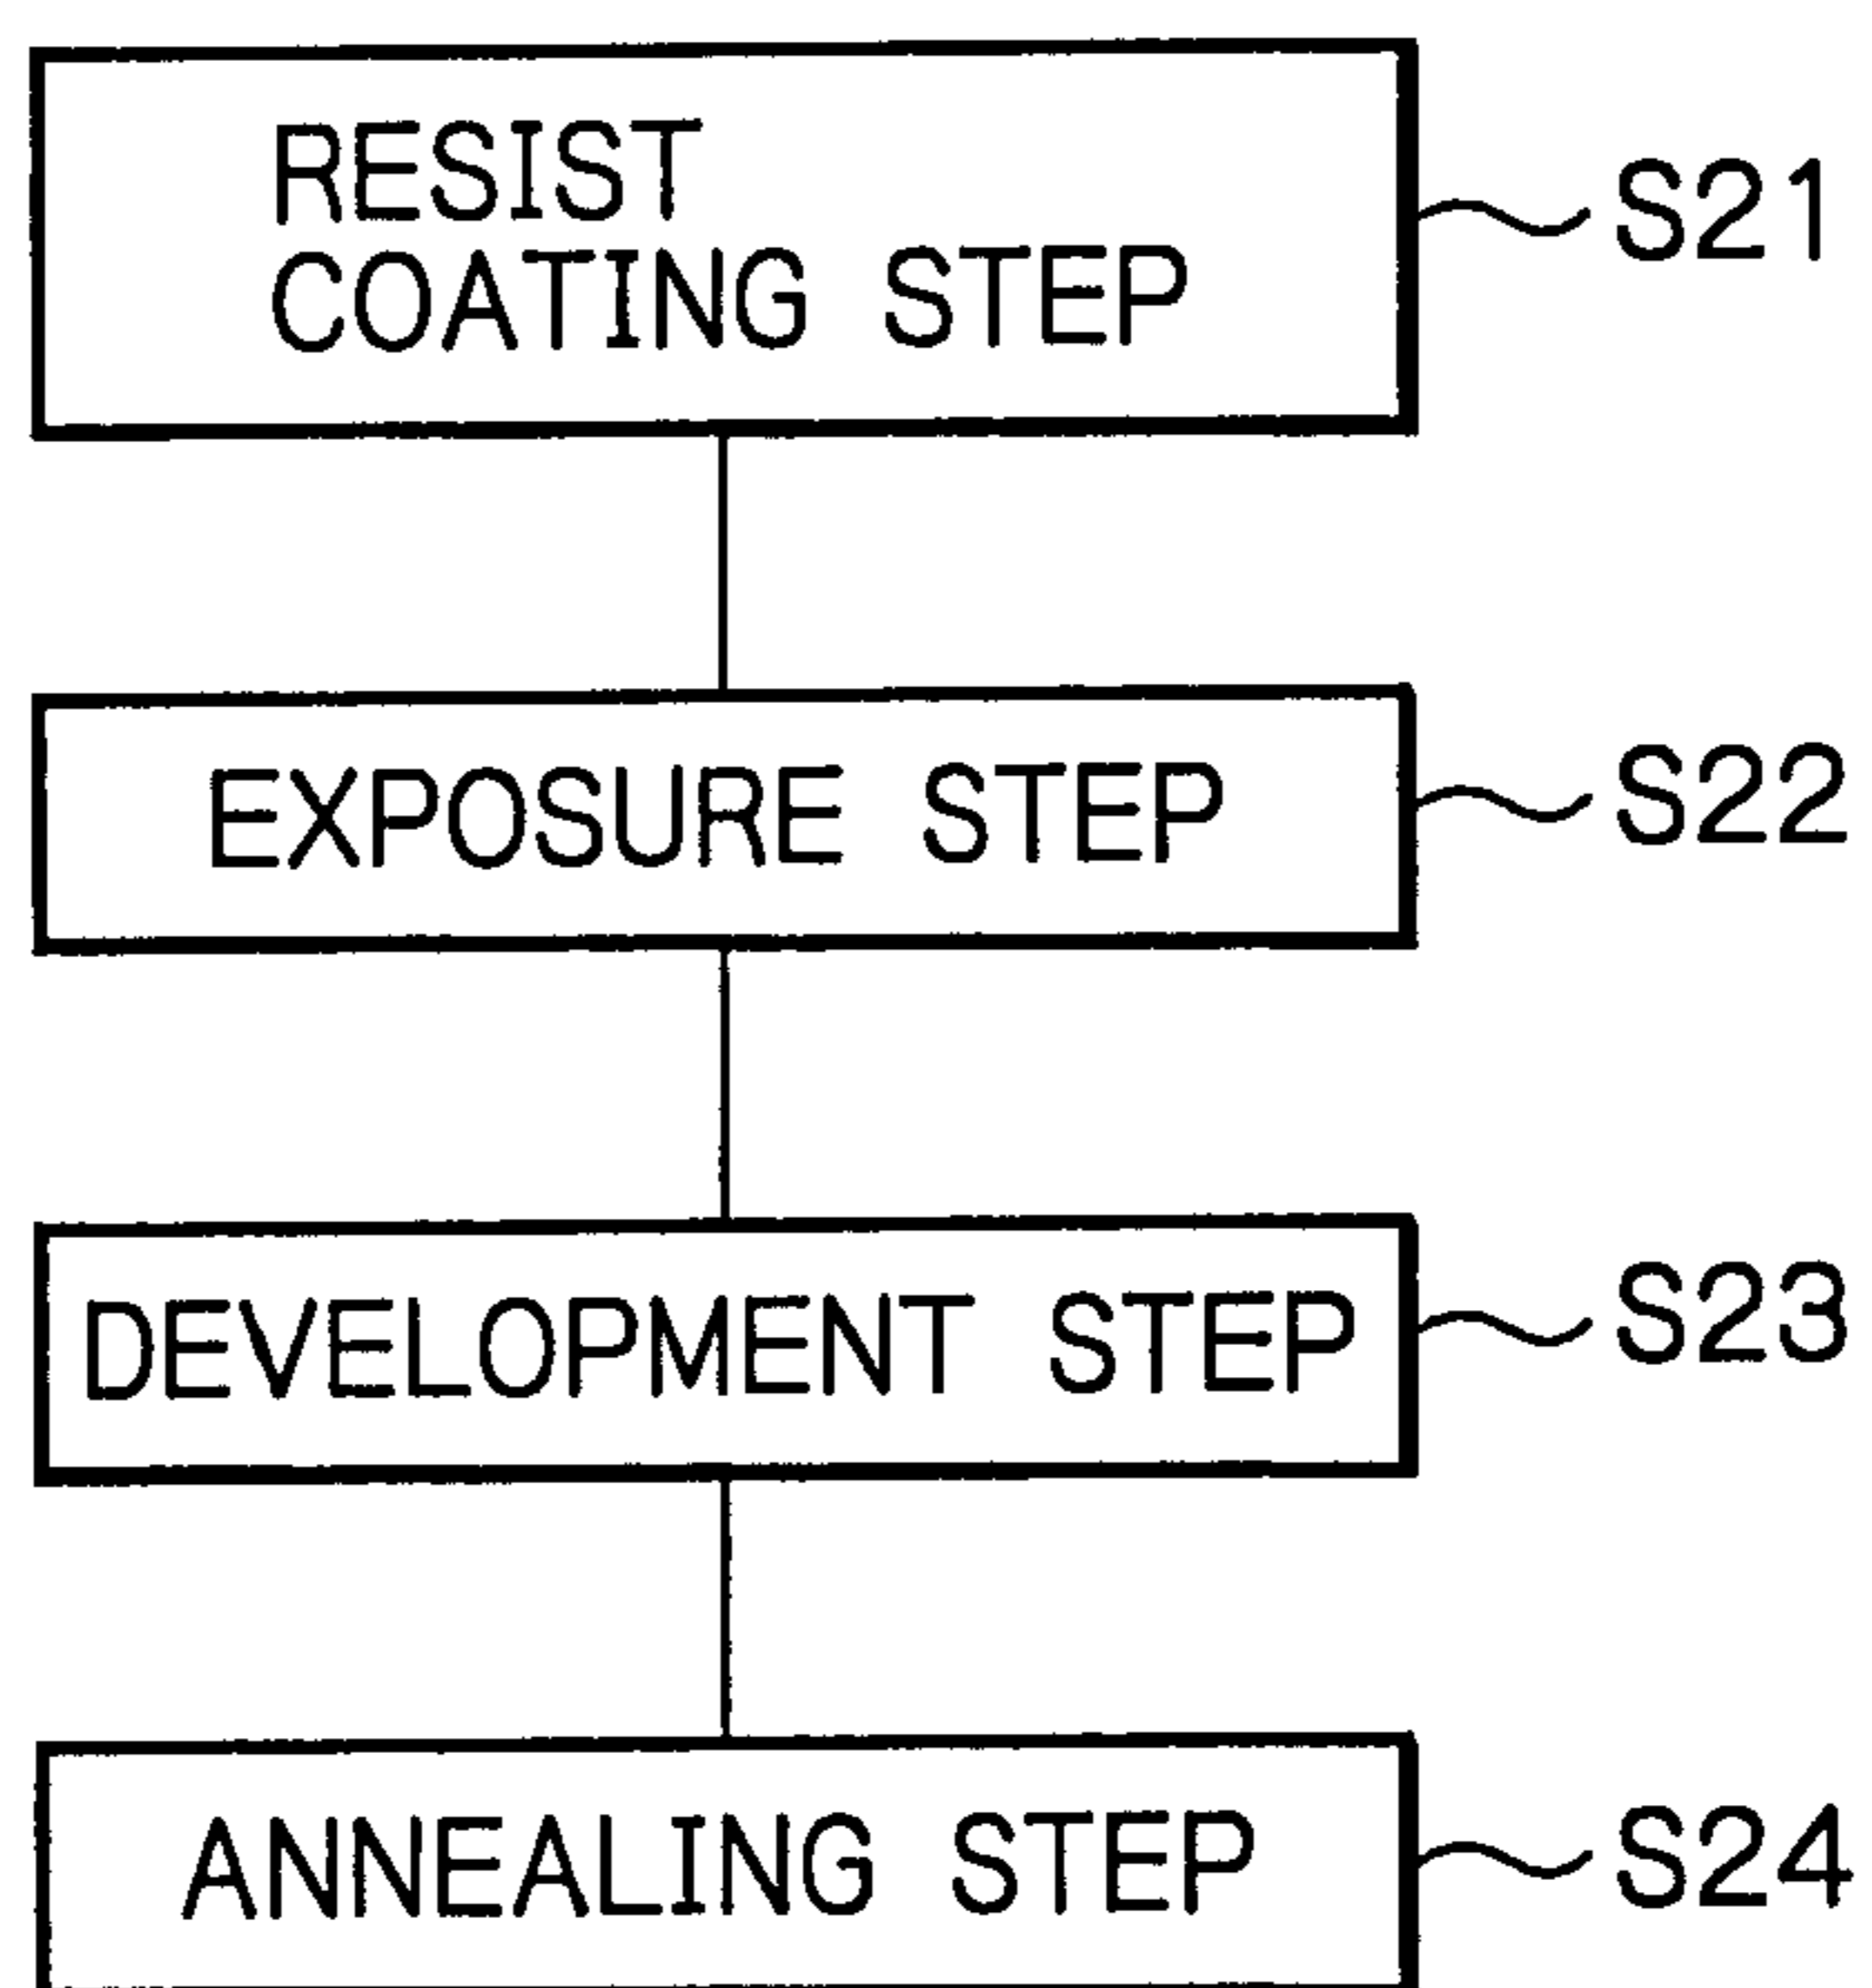 RESIST
COATING STEP
S21
EXPOSURE STEP
S22
DEVELOPMENT STEP
S23
ANNEALING STEP
S24